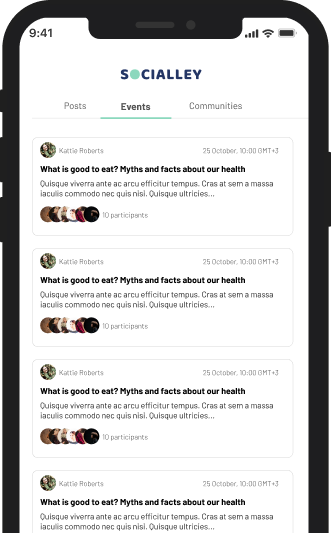 9:41
SOCIALLEY
Posts Events Communities
Kattie Roberts 25 October, 10:00 GMT+3
What is good to eat? Myths and facts about our health
Quisque viverra ante ac arcu efficitur tempus. Cras at sem a massa
iaculis commodo nec quis nisi. Quisque ultricies...
10 participants
Kattie Roberts 25 October, 10:00 GMT+3
What is good to eat? Myths and facts about our health
Quisque viverra ante ac arcu efficitur tempus. Cras at sem a massa
iaculis commodo nec quis nisi. Quisque ultricies...
10 participants
Kattie Roberts 25 October, 10:00 GMT+3
What is good to eat? Myths and facts about our health
Quisque viverra ante ac arcu efficitur tempus. Cras at sem a massa
iaculis commodo nec quis nisi. Quisque ultricies...
10 participants
Kattie Roberts 25 October, 10:00 GMT+3
What is good to eat? Myths and facts about our health
Quisque viverra ante ac arcu efficitur tempus. Cras at sem a massa
iaculis commodo nec quis nisi. Quisque ultricies...